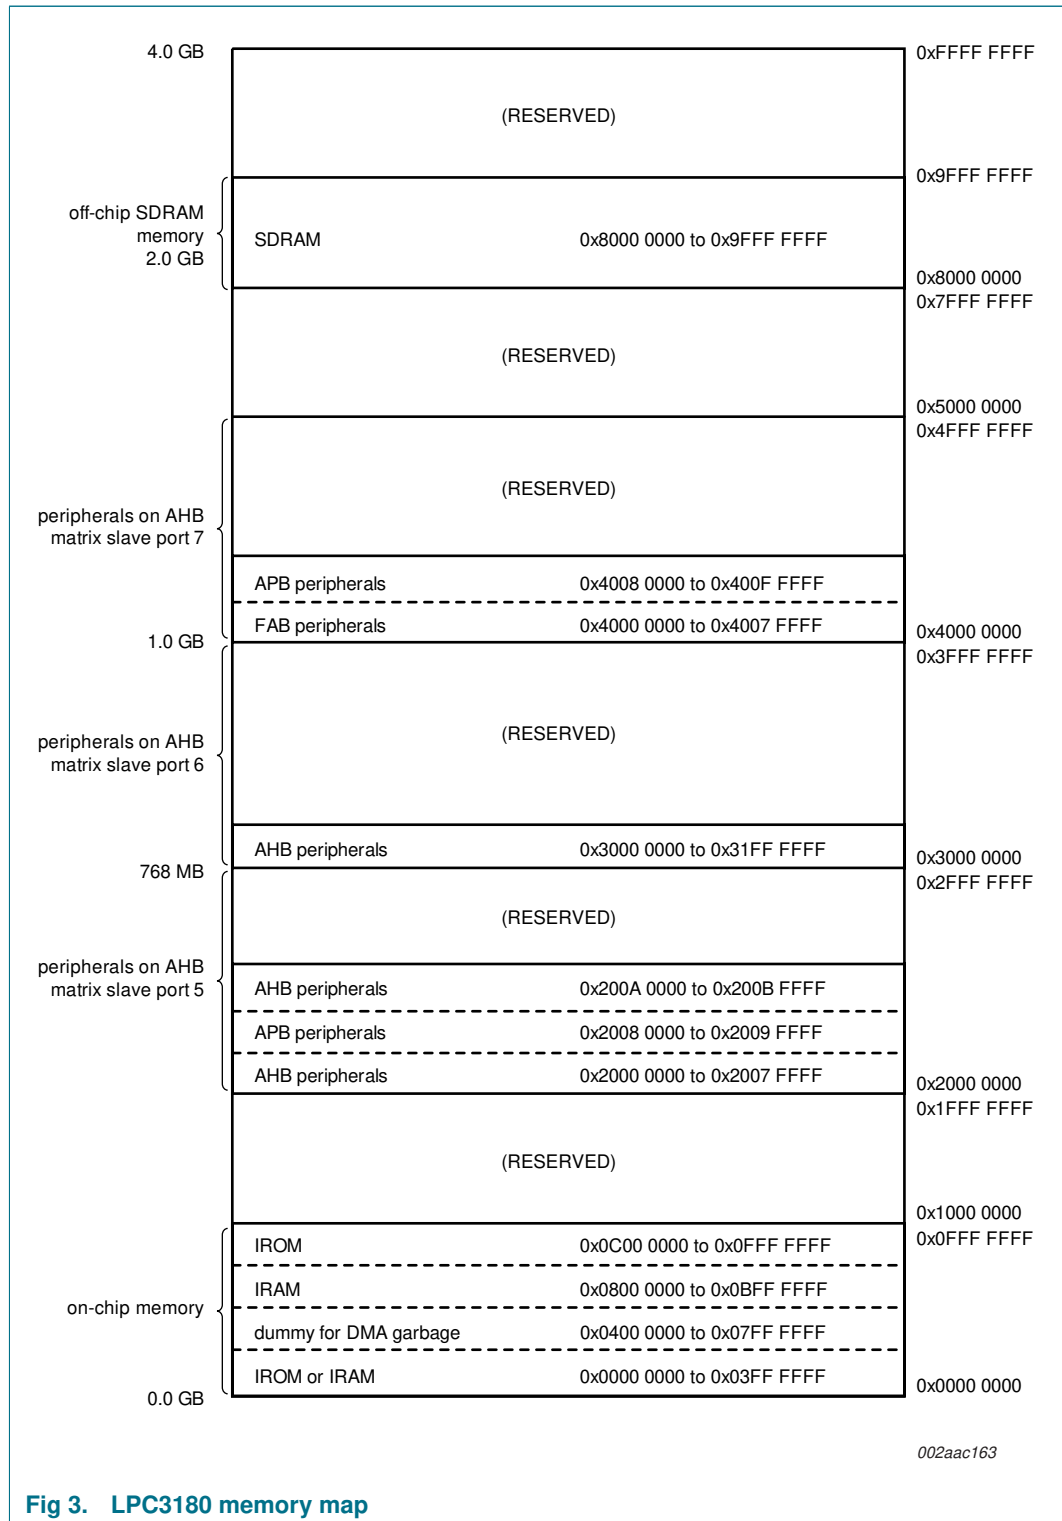 4.0 GB
0xFFFF FFFF
(RESERVED)
0x9FFF FFFF
off-chip SDRAM
memory
2.0 GB
SDRAM 0x8000 0000 to 0x9FFF FFFF
0x8000 0000
0x7FFF FFFF
(RESERVED)
0x5000 0000
0x4FFF FFFF
(RESERVED)
peripherals on AHB
matrix slave port 7
APB peripherals 0x4008 0000 to 0x400F FFFF
FAB peripherals 0x4000 0000 to 0x4007 FFFF
1.0 GB
0x4000 0000
0x3FFF FFFF
(RESERVED)
peripherals on AHB
matrix slave port 6
AHB peripherals 0x3000 0000 to 0x31FF FFFF
768 MB
0x3000 0000
0x2FFF FFFF
(RESERVED)
peripherals on AHB
matrix slave port 5
AHB peripherals 0x200A 0000 to 0x200B FFFF
APB peripherals 0x2008 0000 to 0x2009 FFFF
AHB peripherals 0x2000 0000 to 0x2007 FFFF
0x2000 0000
0x1FFF FFFF
(RESERVED)
0x1000 0000
0x0FFF FFFF
IROM 0x0C00 0000 to 0x0FFF FFFF
IRAM 0x0800 0000 to 0x0BFF FFFF
on-chip memory
dummy for DMA garbage 0x0400 0000 to 0x07FF FFFF
IROM or IRAM 0x0000 0000 to 0x03FF FFFF
0.0 GB
0x0000 0000
002aac163
Fig 3. LPC3180 memory map